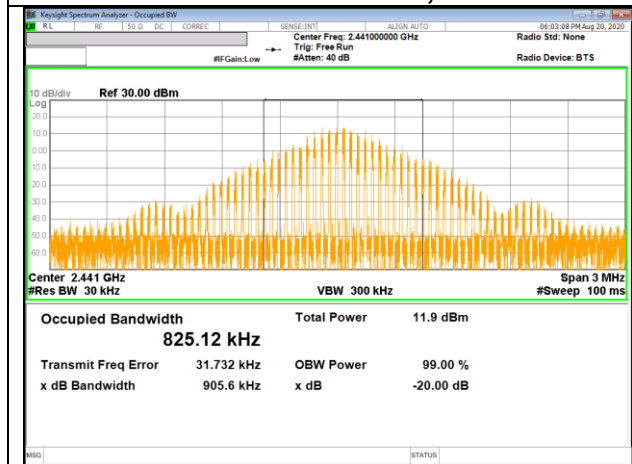 Keysight Spectrum Analyzer - Occupied BW
RL RF 50 Ω DC CORREC SENSE:INT ALIGN AUTO 06:03:08 PM Aug 20, 2020
Center Freq: 2.441000000 GHz Radio Std: None
Trig: Free Run
#IFGain:Low #Atten: 40 dB Radio Device: BTS
10 dB/div Ref 30.00 dBm
Log
20.0
10.0
0.00
-10.0
-20.0
-30.0
-40.0
-50.0
-60.0
Center 2.441 GHz Span 3 MHz
#Res BW 30 kHz VBW 300 kHz #Sweep 100 ms
Occupied Bandwidth Total Power 11.9 dBm
825.12 kHz
Transmit Freq Error 31.732 kHz OBW Power 99.00 %
x dB Bandwidth 905.6 kHz x dB -20.00 dB
MSG STATUS